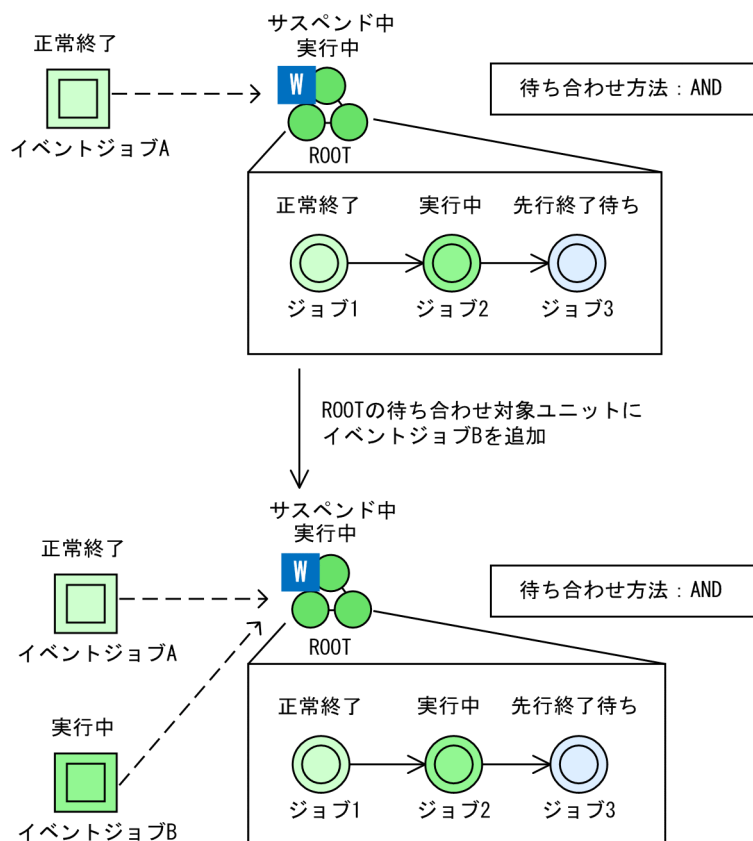 サスペンド中
実行中
正常終了
W
待ち合わせ方法：AND
イベントジョブA
ROOT
正常終了
実行中
先行終了待ち
ジョブ1
ジョブ2
ジョブ3
ROOTの待ち合わせ対象ユニットに
イベントジョブBを追加
サスペンド中
実行中
正常終了
W
待ち合わせ方法：AND
イベントジョブA
ROOT
正常終了
実行中
先行終了待ち
実行中
ジョブ1
ジョブ2
ジョブ3
イベントジョブB